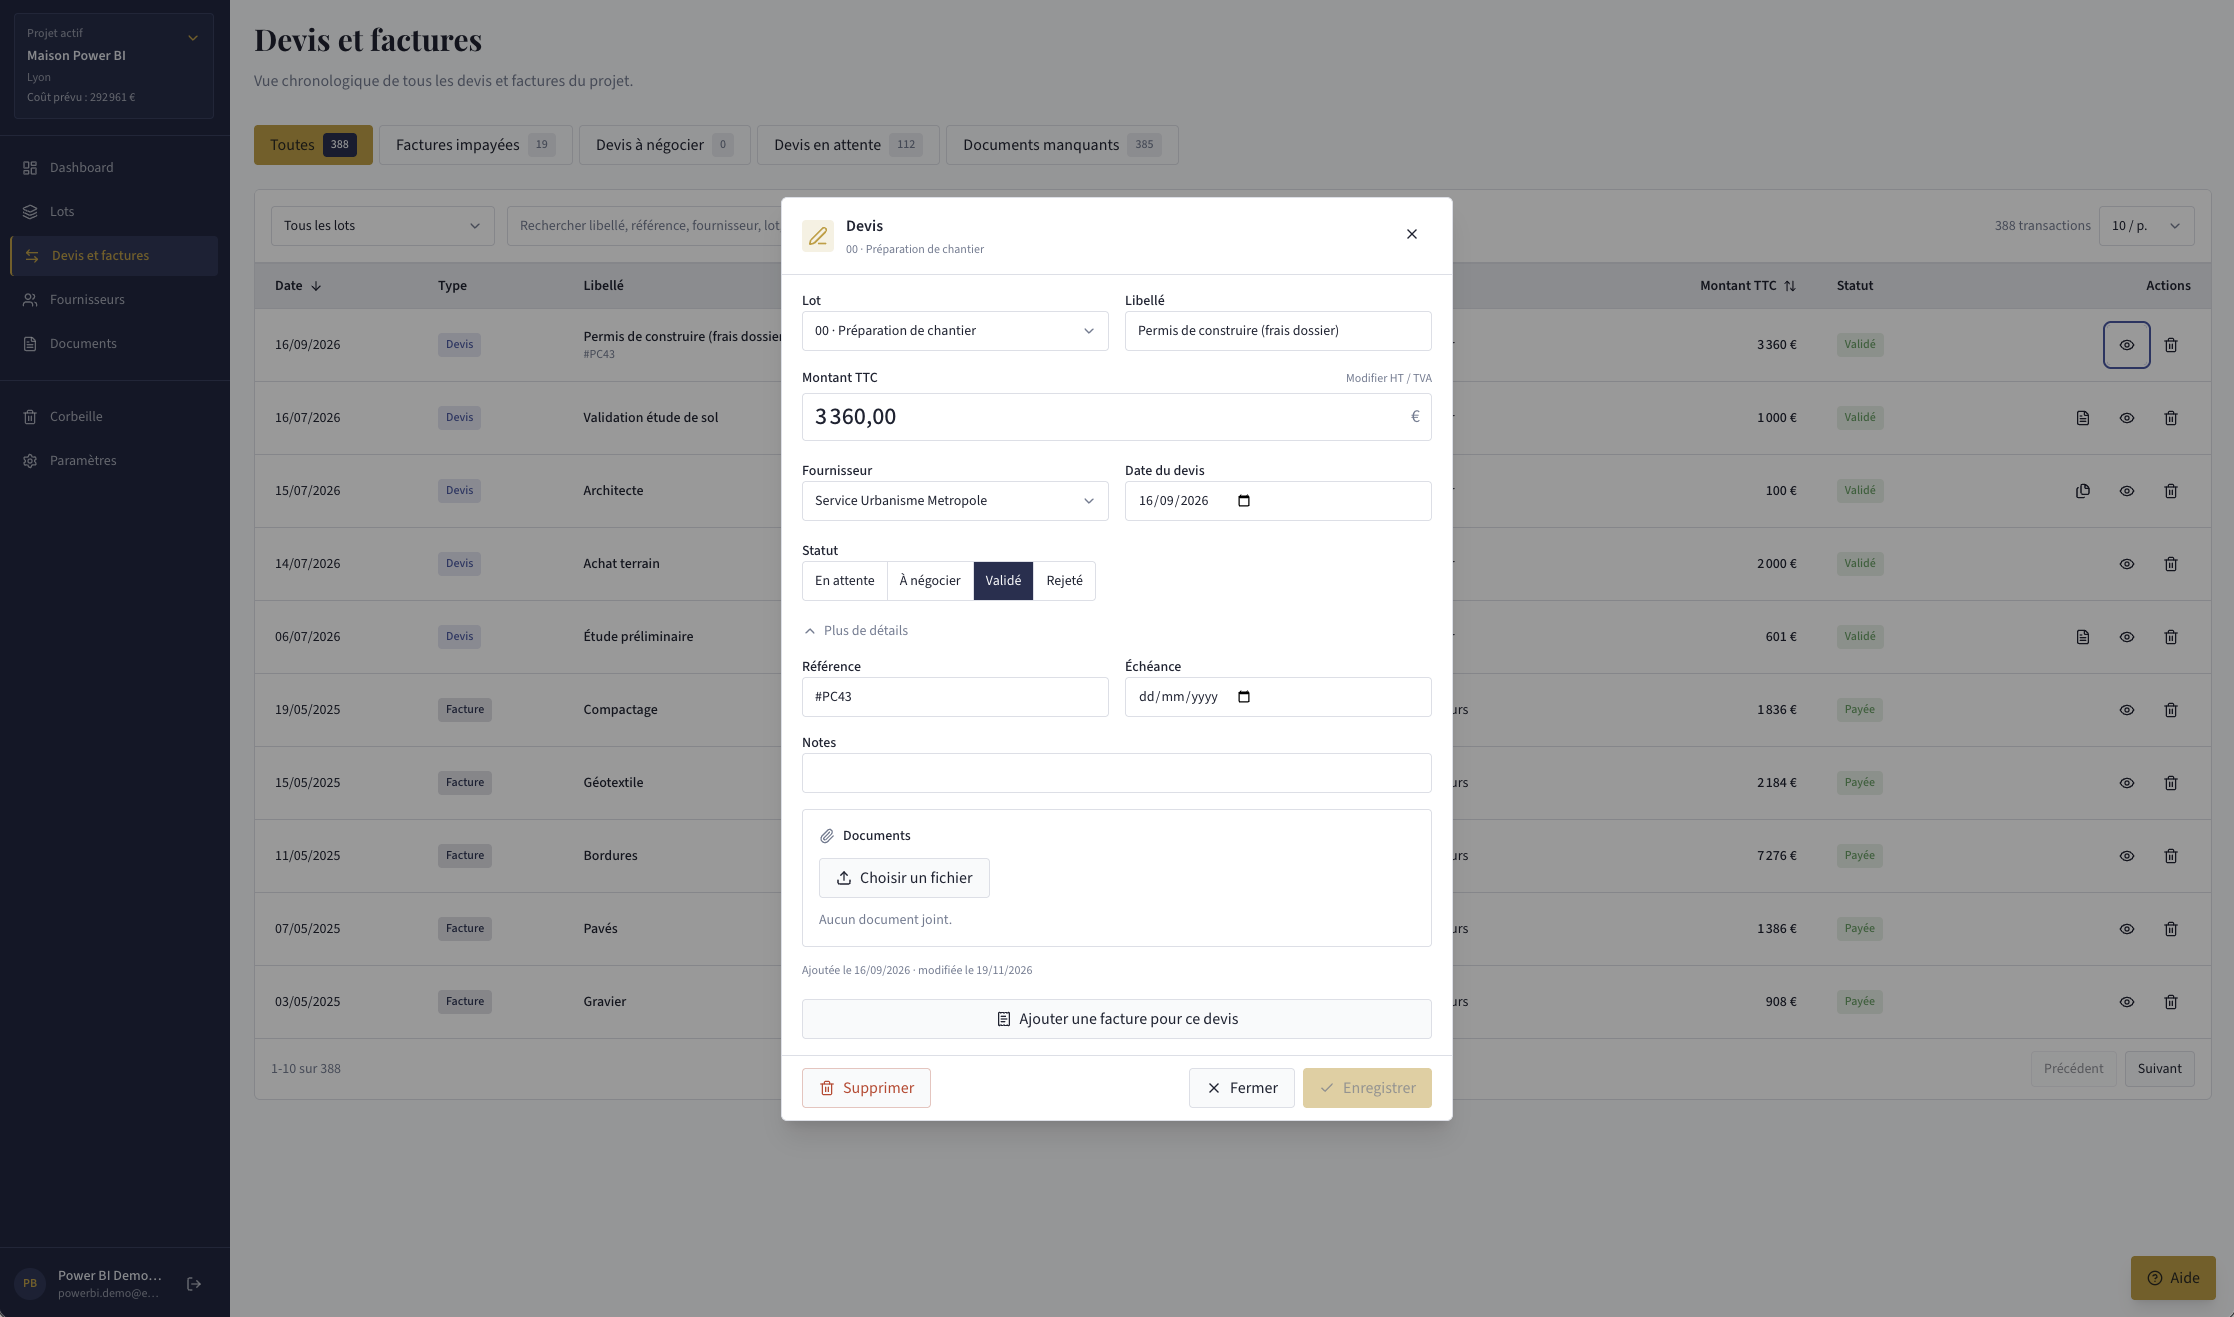 Projet actif
Maison Power BI
Lyon
Coût prévu : 292 961 €
Dashboard
Lots
Devis et factures
Fournisseurs
Documents
Corbeille
Paramètres
PB
Power BI Demo...
powerbi.demo@e...
Devis et factures
Vue chronologique de tous les devis et factures du projet.
Toutes 388
Factures impayées 19
Devis à négocier 0
Devis en attente 112
Documents manquants 385
Tous les lots
Rechercher libellé, référence, fournisseur, lot
388 transactions
10 / p.
Date Type Libellé Montant TTC Statut Actions
16/09/2026 Devis Permis de construire (frais dossier 3 360 € Validé
#PC43
16/07/2026 Devis Validation étude de sol 1 000 € Validé
15/07/2026 Devis Architecte 100 € Validé
14/07/2026 Devis Achat terrain 2 000 € Validé
06/07/2026 Devis Étude préliminaire 601 € Validé
19/05/2025 Facture Compactage urs 1 836 € Payée
15/05/2025 Facture Géotextile urs 2 184 € Payée
11/05/2025 Facture Bordures urs 7 276 € Payée
07/05/2025 Facture Pavés urs 1 386 € Payée
03/05/2025 Facture Gravier urs 908 € Payée
1-10 sur 388
Précédent
Suivant
Devis
00 · Préparation de chantier
Lot
00 · Préparation de chantier
Libellé
Permis de construire (frais dossier)
Montant TTC
Modifier HT / TVA
3 360,00 €
Fournisseur
Service Urbanisme Metropole
Date du devis
16/09/2026
Statut
En attente
À négocier
Validé
Rejeté
Plus de détails
Référence
#PC43
Échéance
dd/mm/yyyy
Notes
Documents
Choisir un fichier
Aucun document joint.
Ajoutée le 16/09/2026 · modifiée le 19/11/2026
Ajouter une facture pour ce devis
Supprimer
Fermer
Enregistrer
Aide